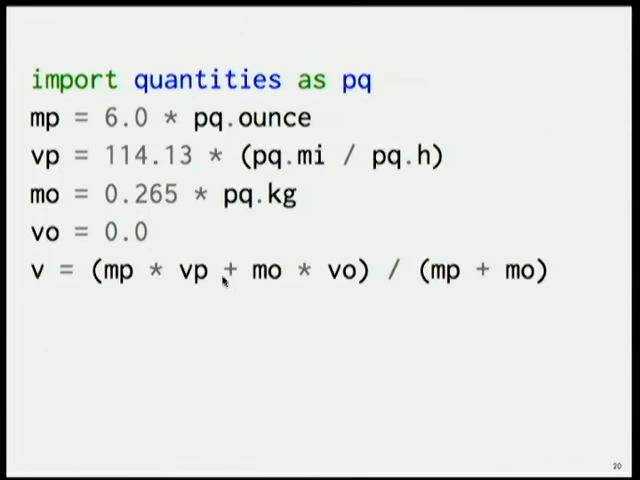 import quantities as pq
mp = 6.0 * pq.ounce
vp = 114.13 * (pq.mi / pq.h)
mo = 0.265 * pq.kg
vo = 0.0
v = (mp * vp + mo * vo) / (mp + mo)
20